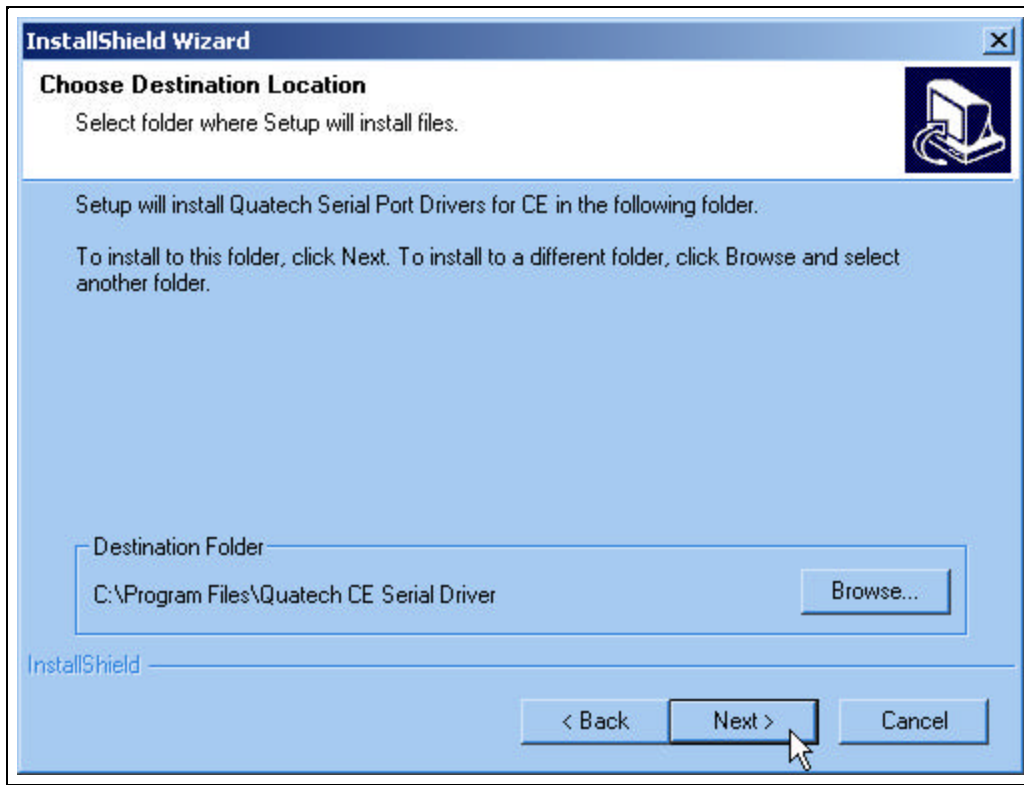 InstallShield Wizard
Choose Destination Location
Select folder where Setup will install files.
Setup will install Quatech Serial Port Drivers for CE in the following folder.
To install to this folder, click Next. To install to a different folder, click Browse and select
another folder.
Destination Folder
C:\Program Files\Quatech CE Serial Driver
Browse...
InstallShield
< Back
Next >
Cancel